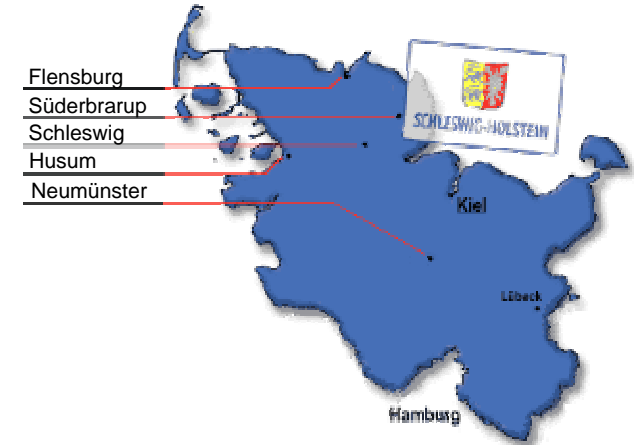 Flensburg
Süderbrarup
Schleswig
Husum
Neumünster
SCHLESWIG-HOLSTEIN
Kiel
Lübeck
Hamburg